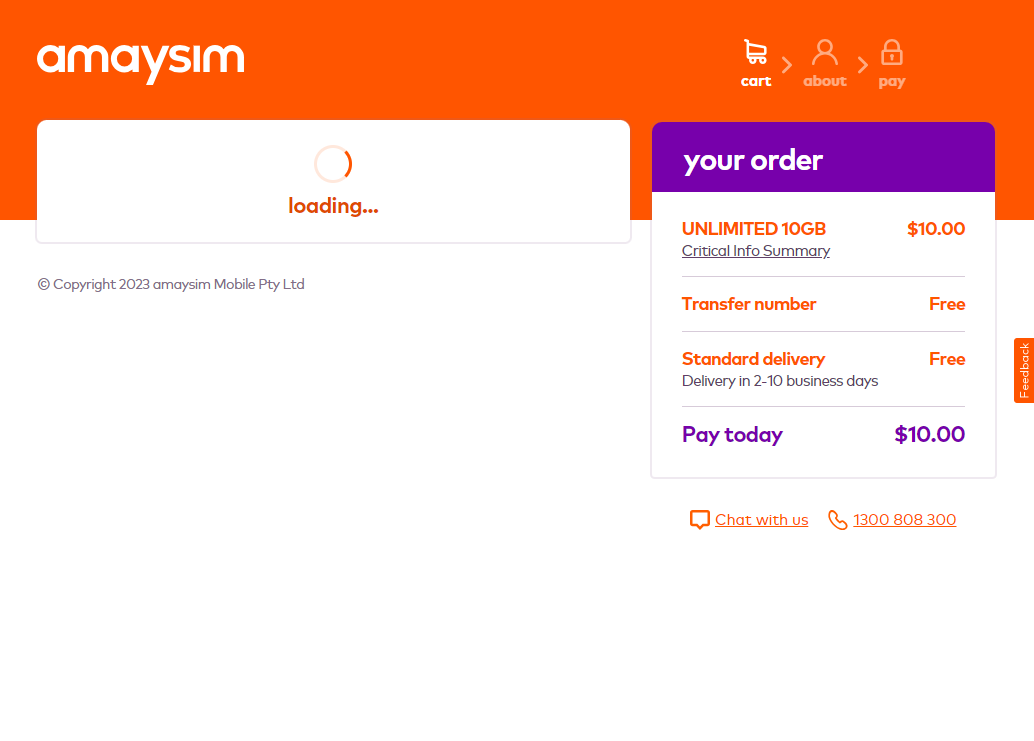 amaysim
cart
about
pay
loading...
© Copyright 2023 amaysim Mobile Pty Ltd
your order
UNLIMITED 10GB $10.00
Critical Info Summary
Transfer number Free
Standard delivery Free
Delivery in 2-10 business days
Pay today $10.00
Chat with us 1300 808 300
Feedback